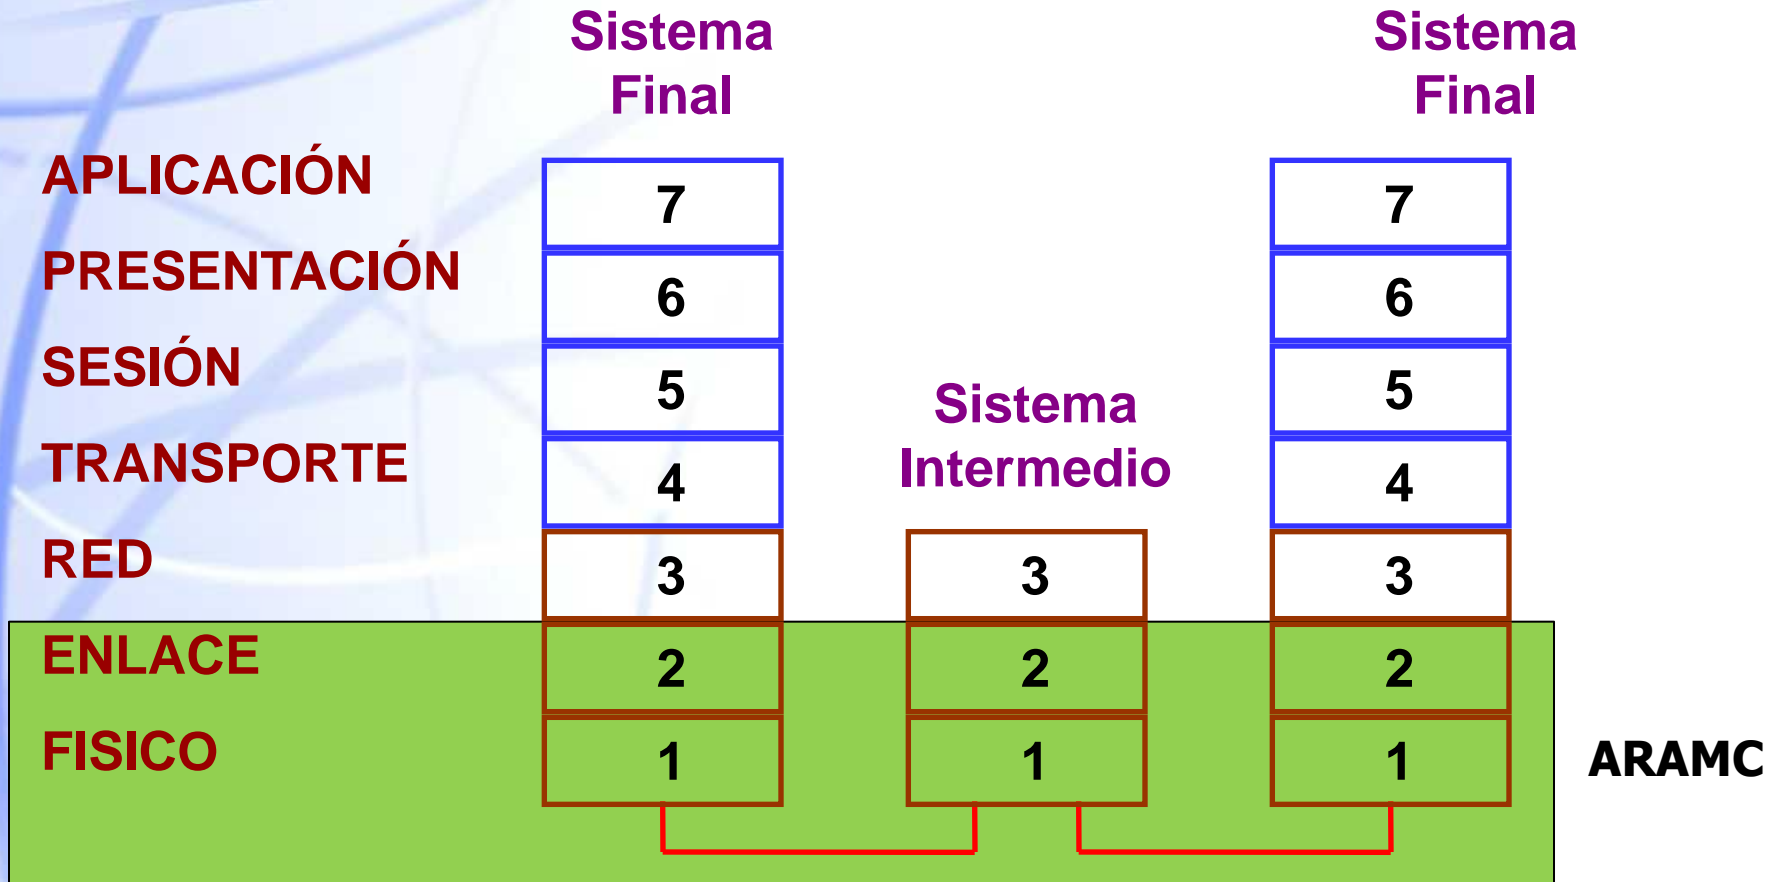 Sistema
Final
Sistema
Final
APLICACIÓN 7 7
PRESENTACIÓN 6 6
SESIÓN 5 5
Sistema
Intermedio
TRANSPORTE 4 4
RED 3 3 3
ENLACE 2 2 2
FISICO 1 1 1 ARAMC